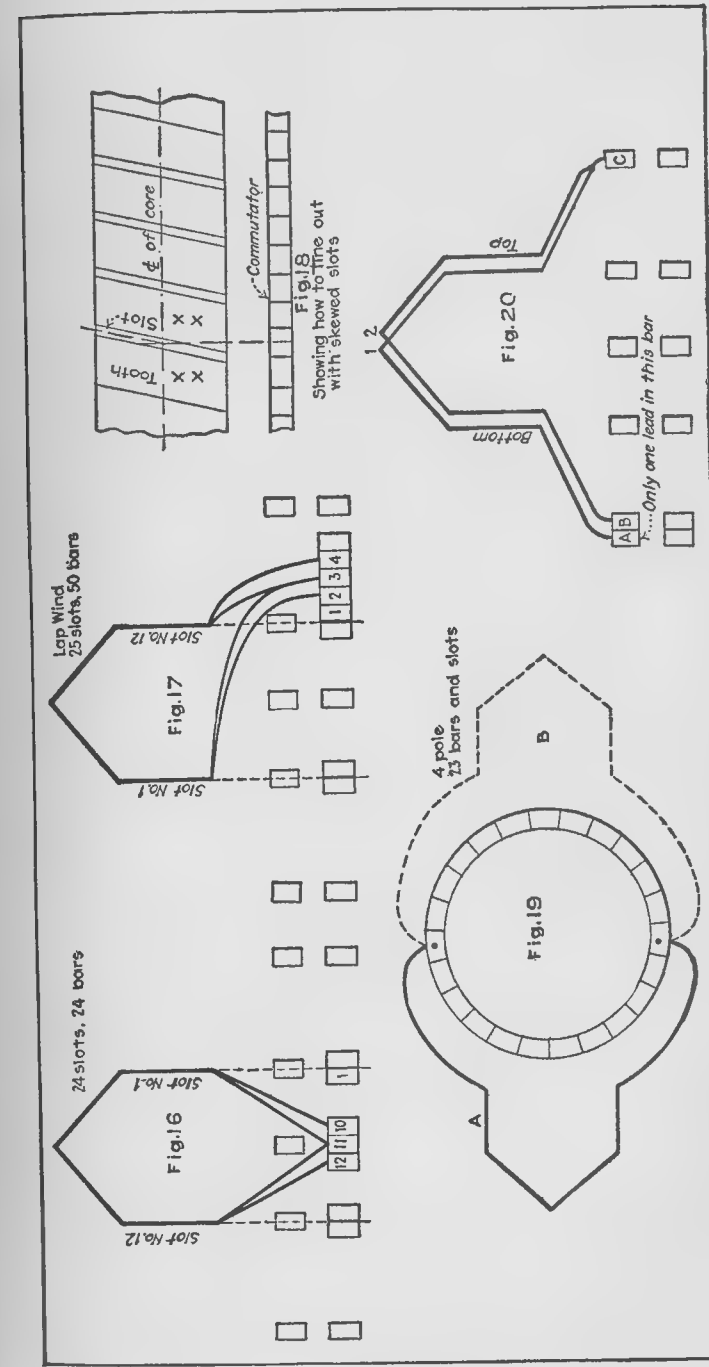 24 slots, 24 bars
Slot No.12
Fig.16
Slot No.1
12 11 10
1
Lap Wind
25 slots, 50 bars
Slot No.1
Fig.17
Slot No.12
1 2 3 4
Tooth
Slot
x x
x x
℄ of core
Commutator
Fig.18
Showing how to line out
with skewed slots
A
Fig.19
4 pole
23 bars and slots
B
1 2
Bottom
Fig.20
Top
A B
C
Only one lead in this bar